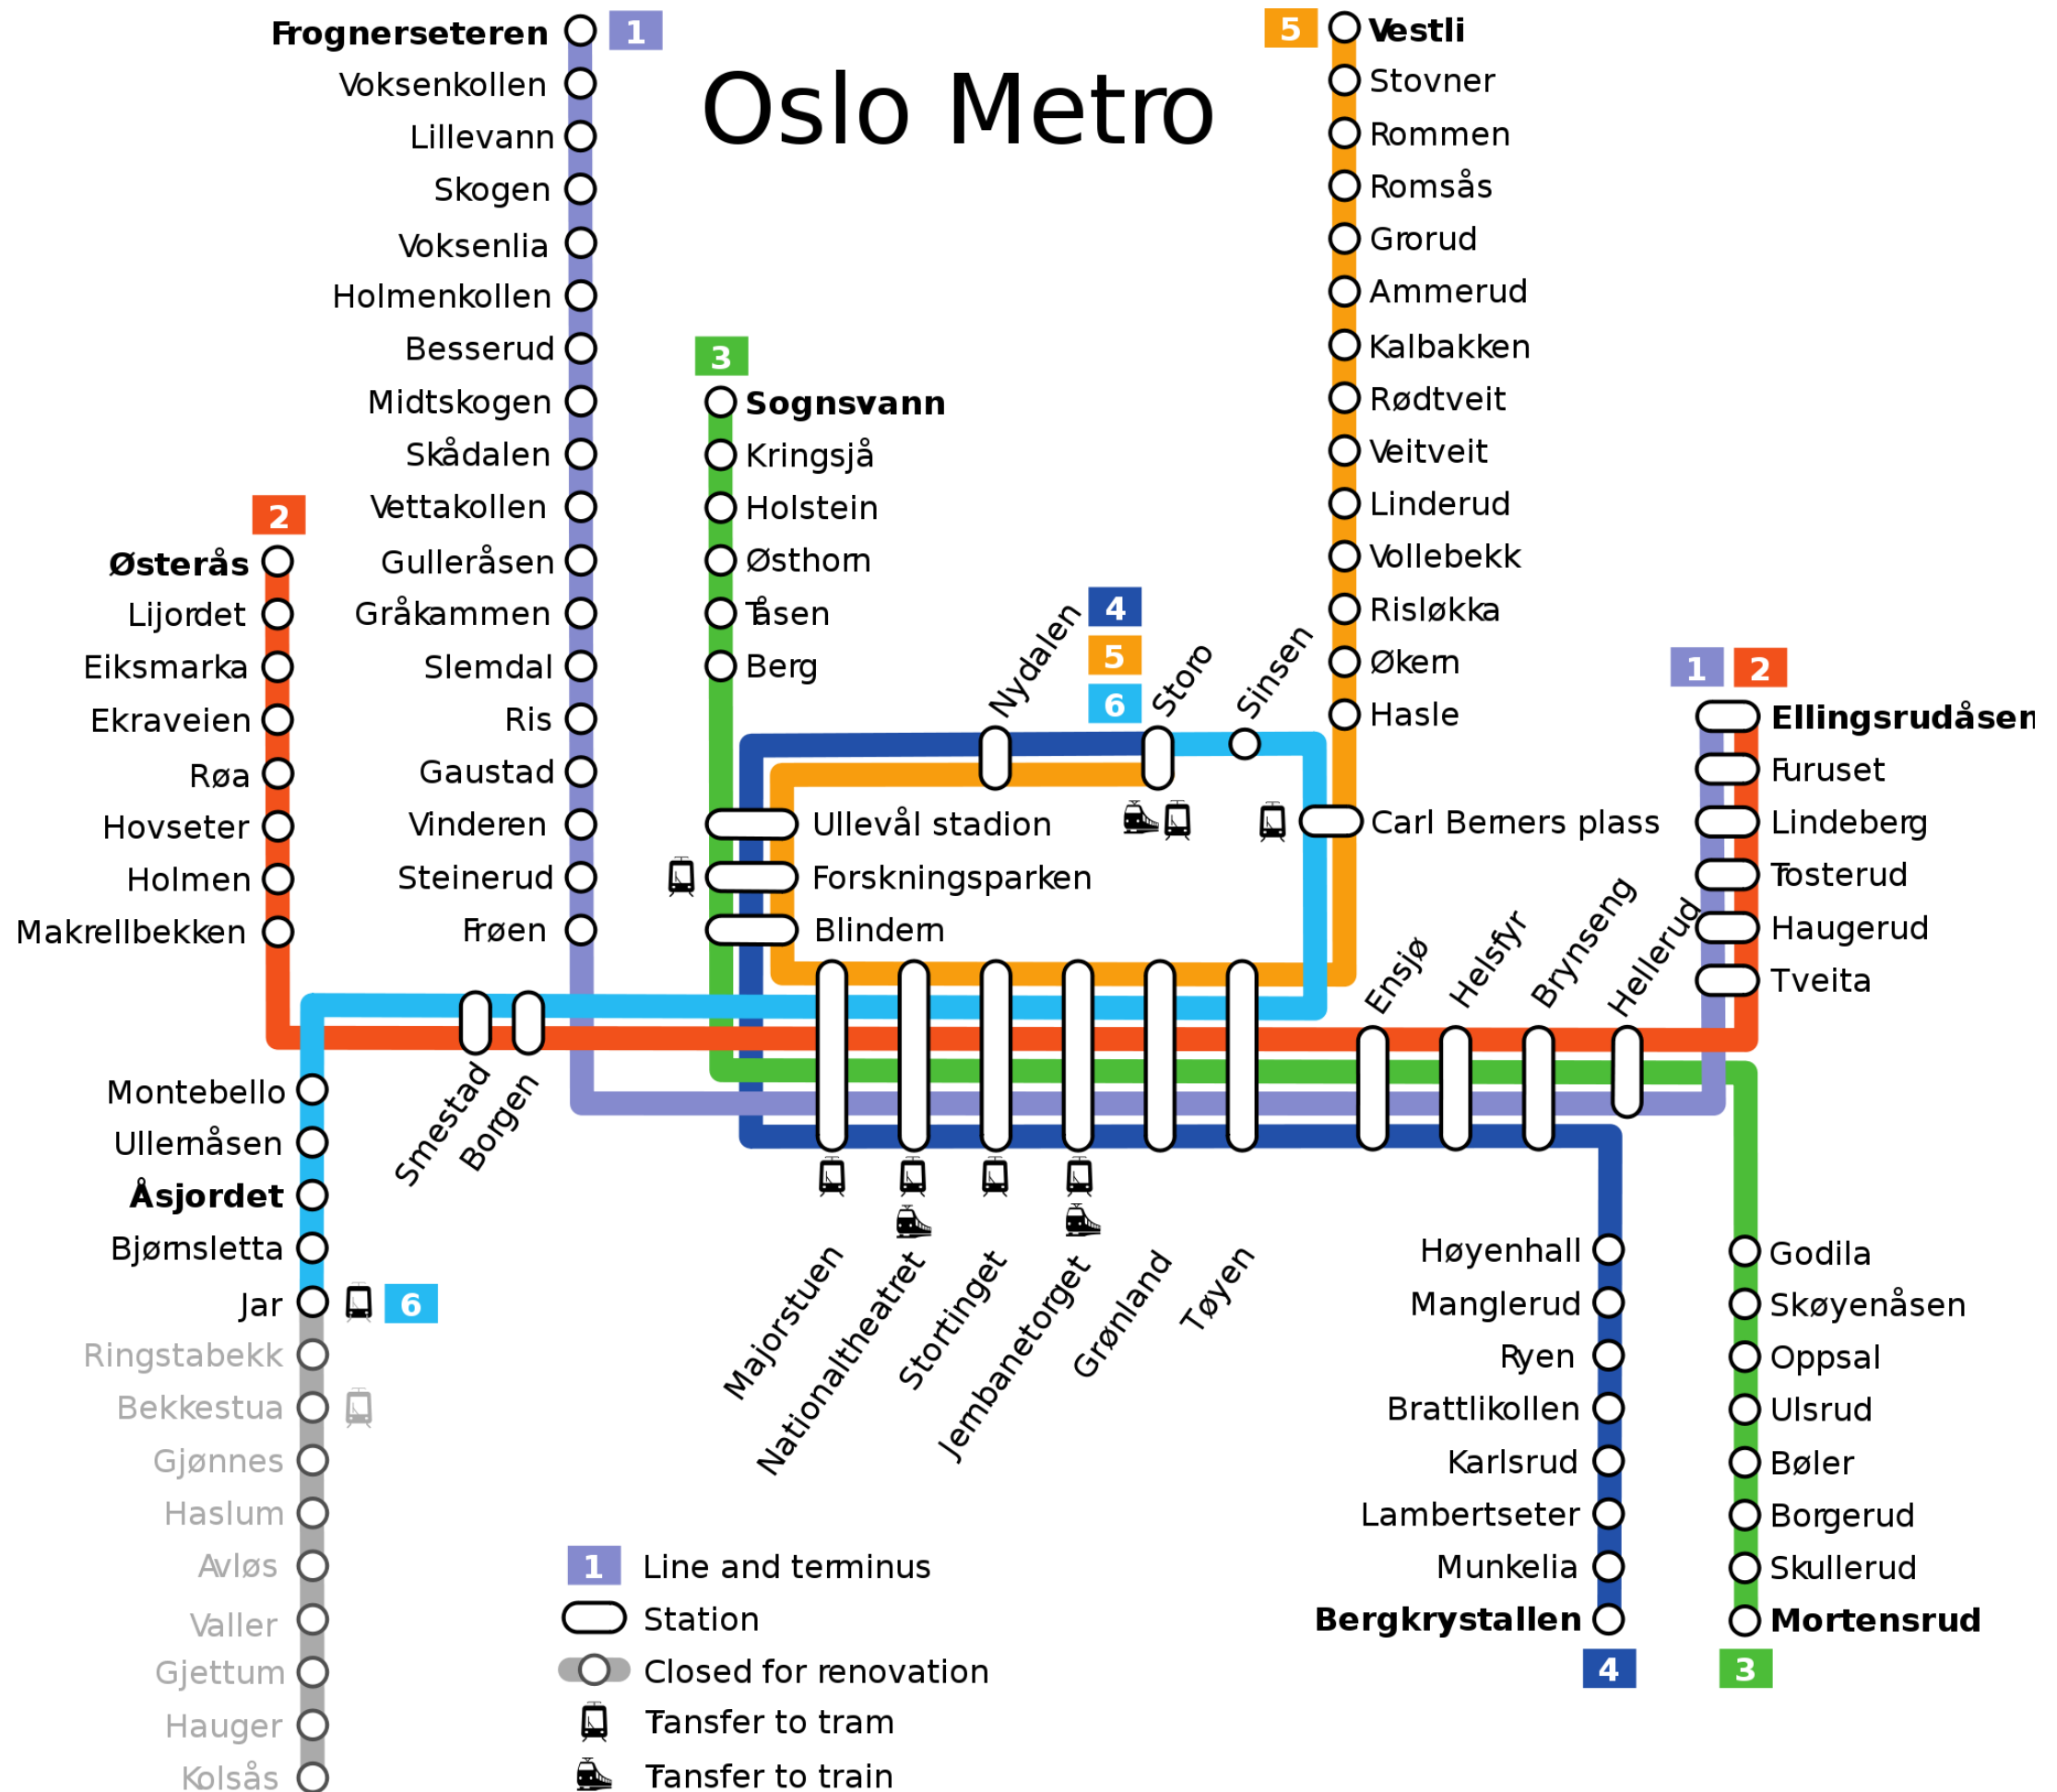 Oslo Metro
1
Frognerseteren
Voksenkollen
Lillevann
Skogen
Voksenlia
Holmenkollen
Besserud
Midtskogen
Skådalen
Vettakollen
Gulleråsen
Gråkammen
Slemdal
Ris
Gaustad
Vinderen
Steinerud
Frøen
2
Østerås
Lijordet
Eiksmarka
Ekraveien
Røa
Hovseter
Holmen
Makrellbekken
Smestad
Borgen
3
Sognsvann
Kringsjå
Holstein
Østhorn
Tåsen
Berg
Ullevål stadion
Forskningsparken
Blindern
Nydalen
4
5
6
Storo
Sinsen
5
Vestli
Stovner
Rommen
Romsås
Grorud
Ammerud
Kalbakken
Rødtveit
Veitveit
Linderud
Vollebekk
Risløkka
Økern
Hasle
Carl Berners plass
1
2
Ellingsrudåsen
Furuset
Lindeberg
Trosterud
Haugerud
Tveita
Ensjø
Helsfyr
Brynseng
Hellerud
Majorstuen
Nationaltheatret
Stortinget
Jernbanetorget
Grønland
Tøyen
Montebello
Ullernåsen
Åsjordet
Bjørnsletta
Jar
6
Ringstabekk
Bekkestua
Gjønnes
Haslum
Avløs
Valler
Gjettum
Hauger
Kolsås
Høyenhall
Manglerud
Ryen
Brattlikollen
Karlsrud
Lambertseter
Munkelia
Bergkrystallen
4
Godila
Skøyenåsen
Oppsal
Ulsrud
Bøler
Borgerud
Skullerud
Mortensrud
3
1
Line and terminus
Station
Closed for renovation
Transfer to tram
Transfer to train